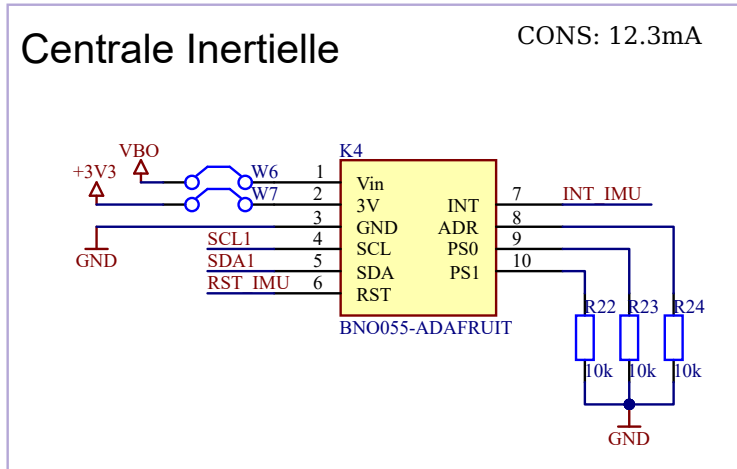 Centrale Inertielle
CONS: 12.3mA
VBO
+3V3
W6
W7
GND
SCL1
SDA1
RST_IMU
K4
1 Vin
2 3V
3 GND
4 SCL
5 SDA
6 RST
INT 7
ADR 8
PS0 9
PS1 10
INT_IMU
BNO055-ADAFRUIT
R22 R23 R24
10k 10k 10k
GND